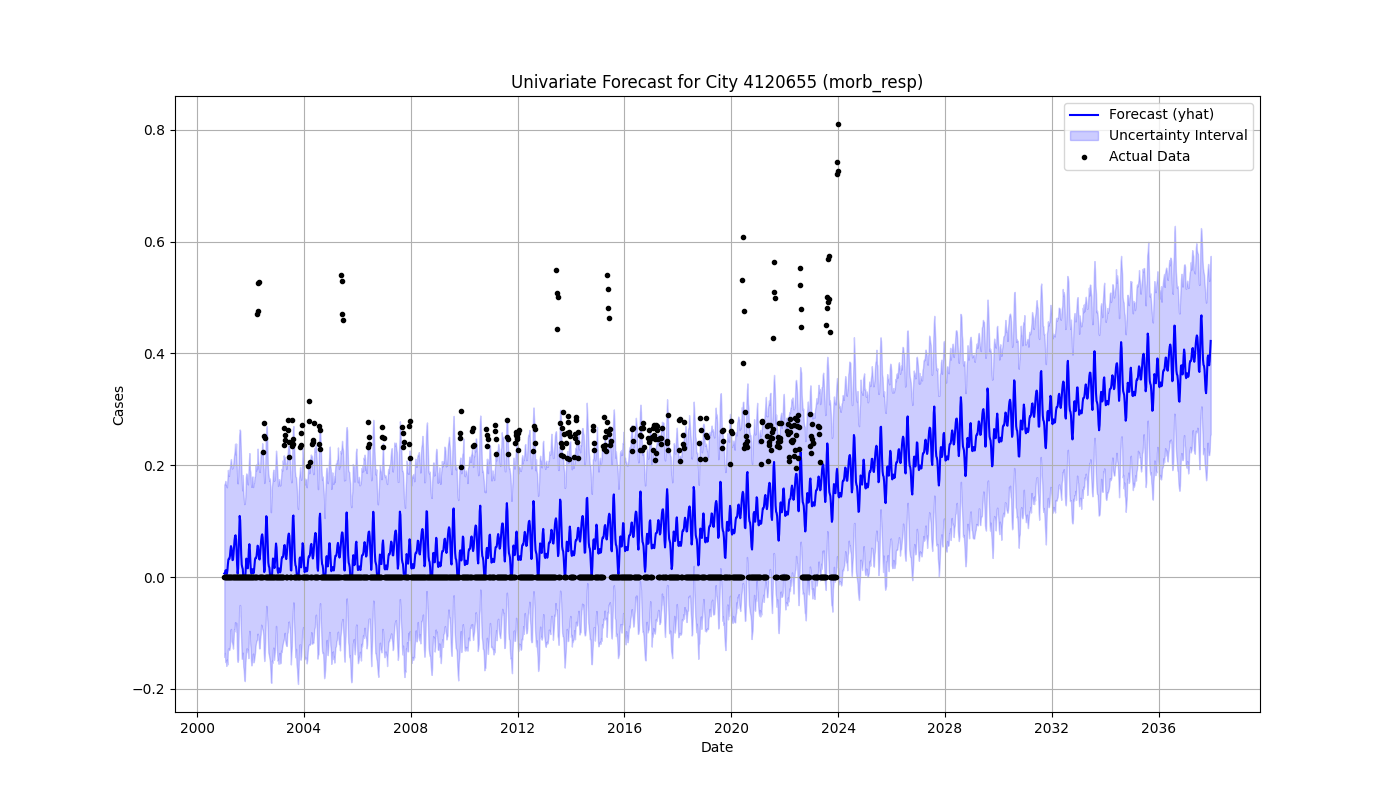 Univariate Forecast for City 4120655 (morb_resp)
Forecast (yhat)
Uncertainty Interval
Actual Data
0.8
0.6
0.4
0.2
0.0
−0.2
Cases
2000 2004 2008 2012 2016 2020 2024 2028 2032 2036
Date